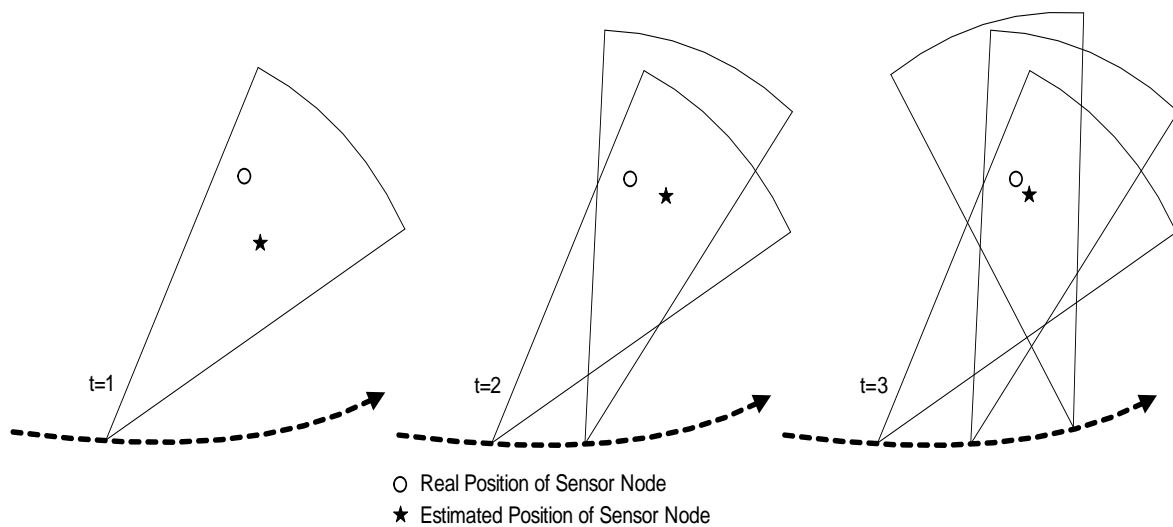 t=1
t=2
t=3
Real Position of Sensor Node
Estimated Position of Sensor Node